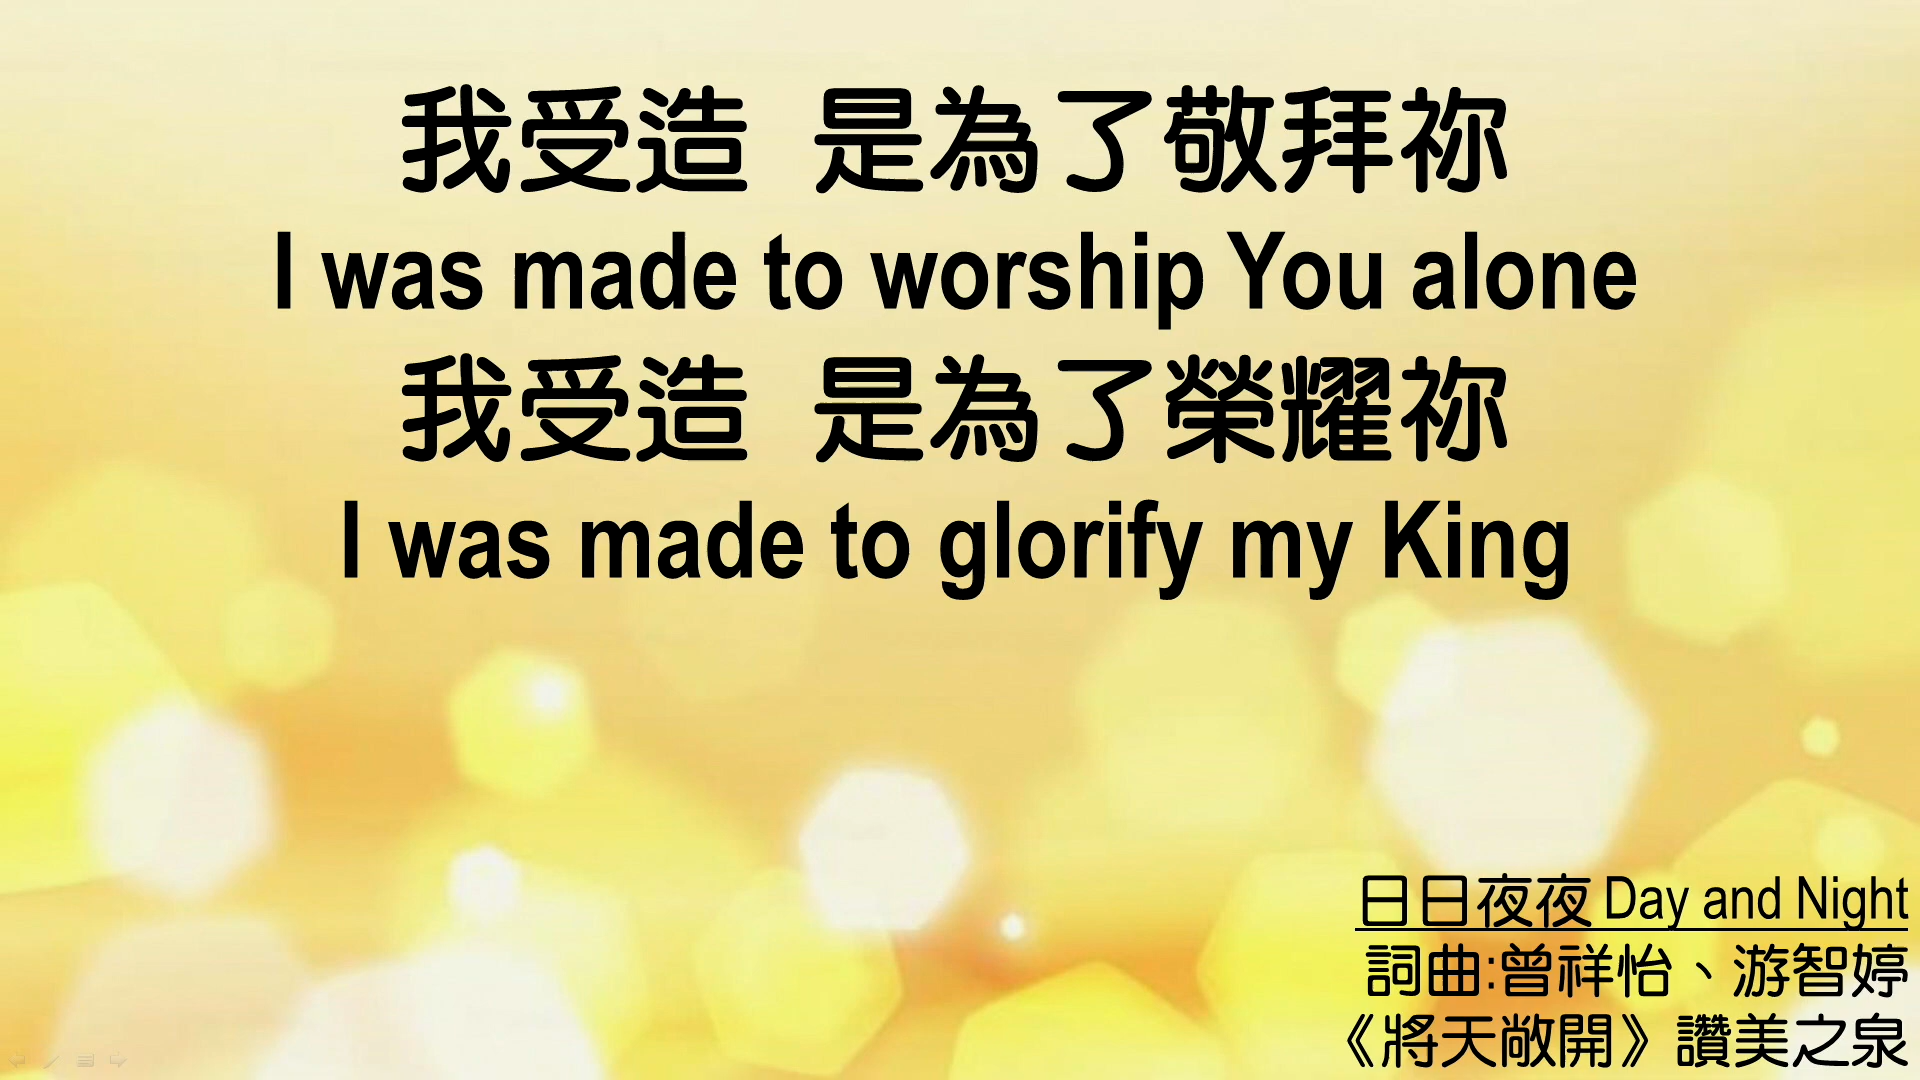 我受造 是為了敬拜祢
I was made to worship You alone
我受造 是為了榮耀祢
I was made to glorify my King
日日夜夜 Day and Night
詞曲:曾祥怡、游智婷
《將天敞開》讚美之泉